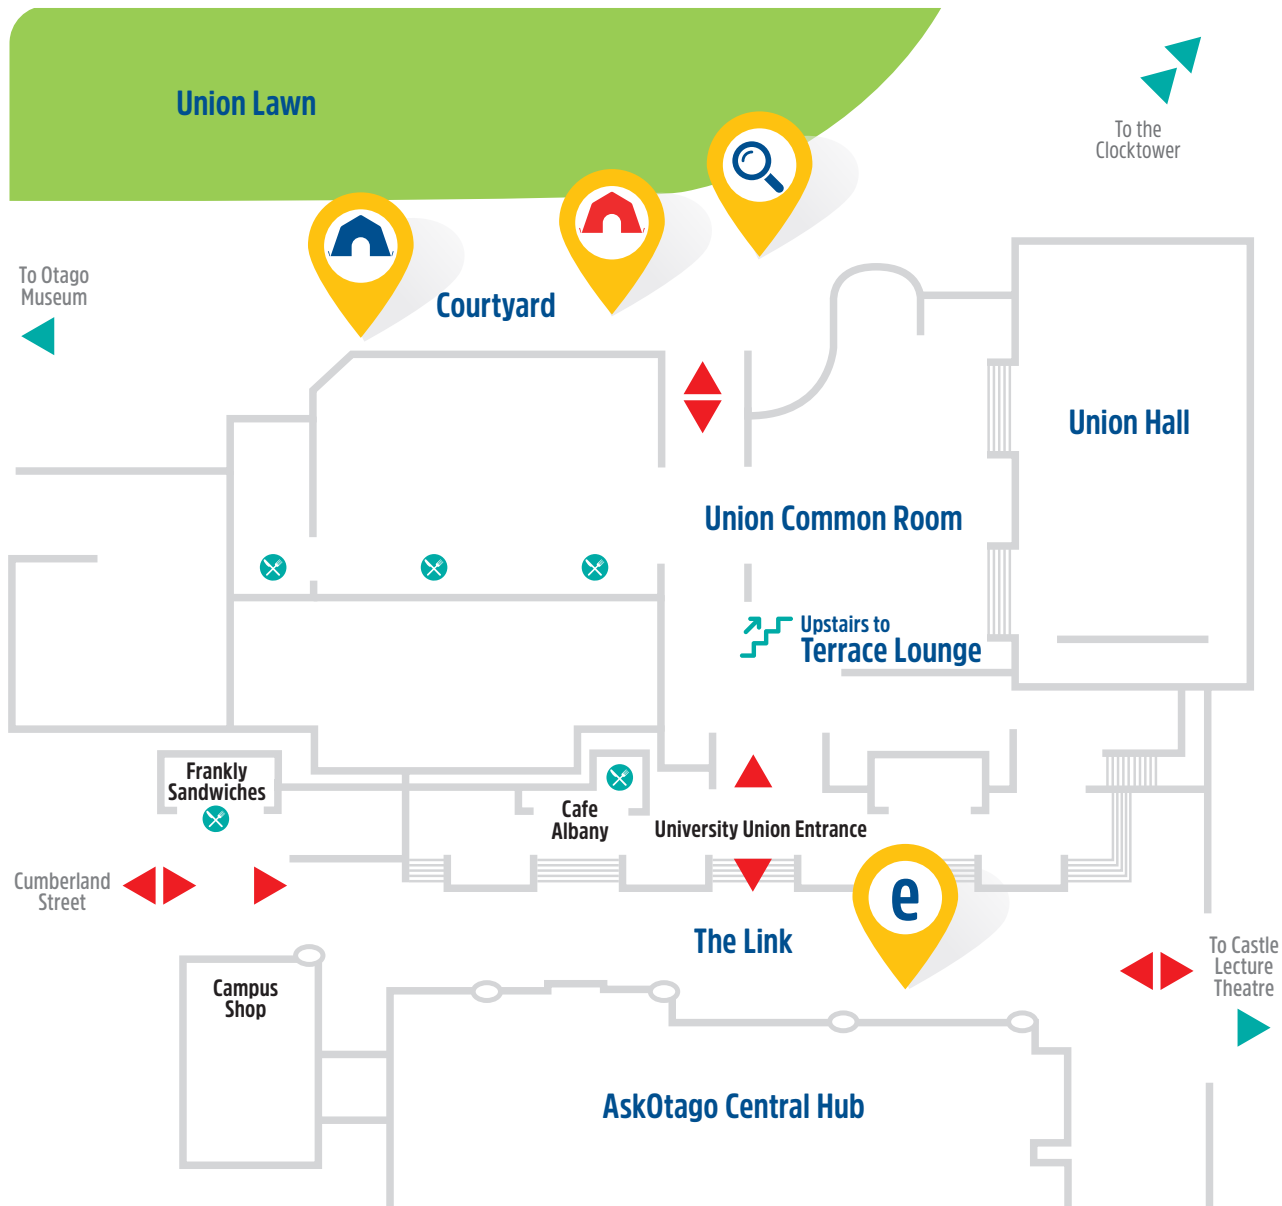 Union Lawn
To the
Clocktower
To Otago
Museum
Courtyard
Union Hall
Union Common Room
Upstairs to
Terrace Lounge
Frankly
Sandwiches
Cafe
Albany
University Union Entrance
Cumberland
Street
e
The Link
To Castle
Lecture
Theatre
Campus
Shop
AskOtago Central Hub